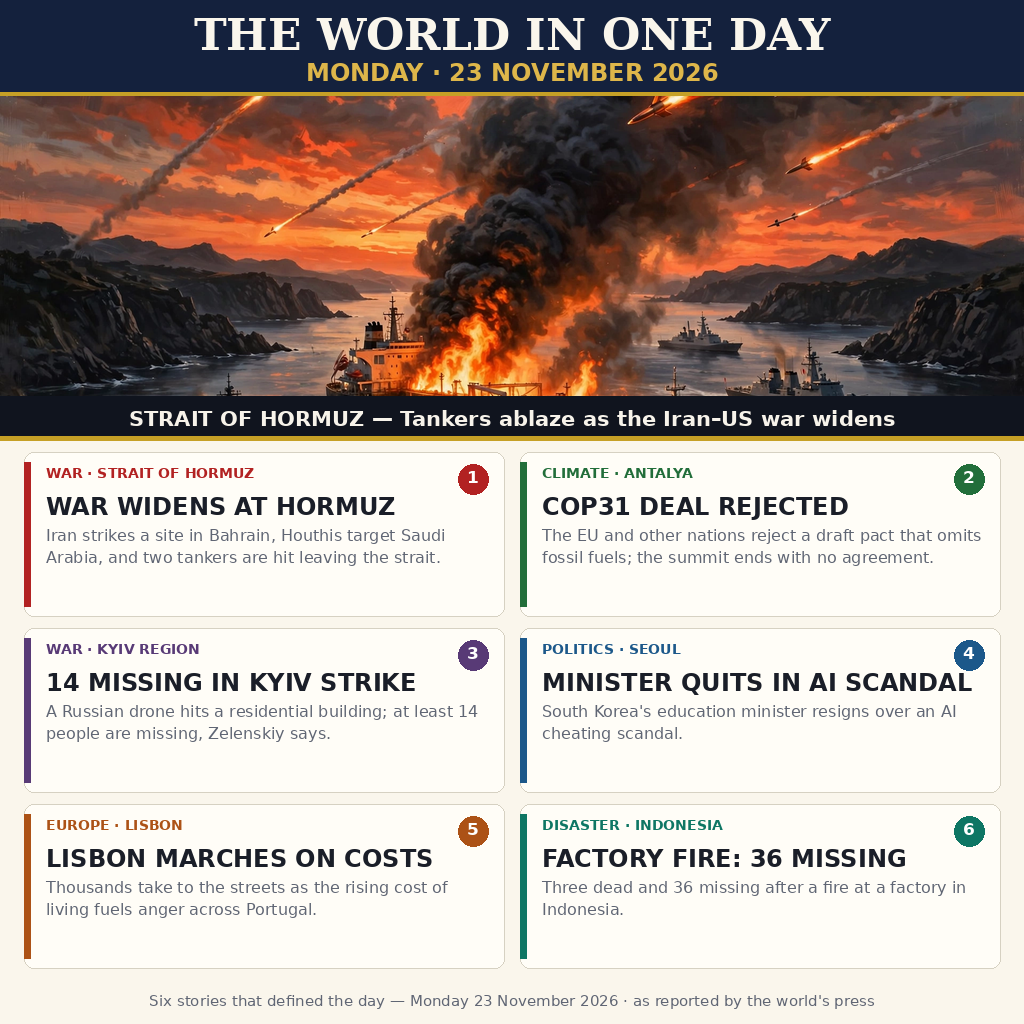 THE WORLD IN ONE DAY
MONDAY · 23 NOVEMBER 2026
STRAIT OF HORMUZ — Tankers ablaze as the Iran–US war widens
WAR · STRAIT OF HORMUZ
1
WAR WIDENS AT HORMUZ
Iran strikes a site in Bahrain, Houthis target Saudi
Arabia, and two tankers are hit leaving the strait.
CLIMATE · ANTALYA
2
COP31 DEAL REJECTED
The EU and other nations reject a draft pact that omits
fossil fuels; the summit ends with no agreement.
WAR · KYIV REGION
3
14 MISSING IN KYIV STRIKE
A Russian drone hits a residential building; at least 14
people are missing, Zelenskiy says.
POLITICS · SEOUL
4
MINISTER QUITS IN AI SCANDAL
South Korea's education minister resigns over an AI
cheating scandal.
EUROPE · LISBON
5
LISBON MARCHES ON COSTS
Thousands take to the streets as the rising cost of
living fuels anger across Portugal.
DISASTER · INDONESIA
6
FACTORY FIRE: 36 MISSING
Three dead and 36 missing after a fire at a factory in
Indonesia.
Six stories that defined the day — Monday 23 November 2026 · as reported by the world's press